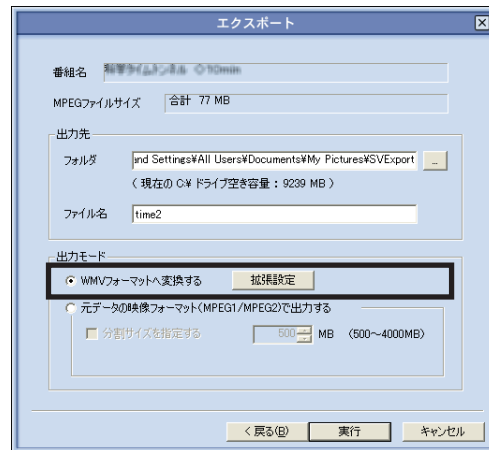 エクスポート
番組名
MPEGファイルサイズ 合計 77 MB
出力先
フォルダ and Settings¥All Users¥Documents¥My Pictures¥SVExport ...
( 現在の C:¥ ドライブ空き容量 : 9239 MB )
ファイル名 time2
出力モード
WMVフォーマットへ変換する 拡張設定
元データの映像フォーマット(MPEG1/MPEG2)で出力する
分割サイズを指定する 500 MB (500～4000MB)
< 戻る(B) 実行 キャンセル